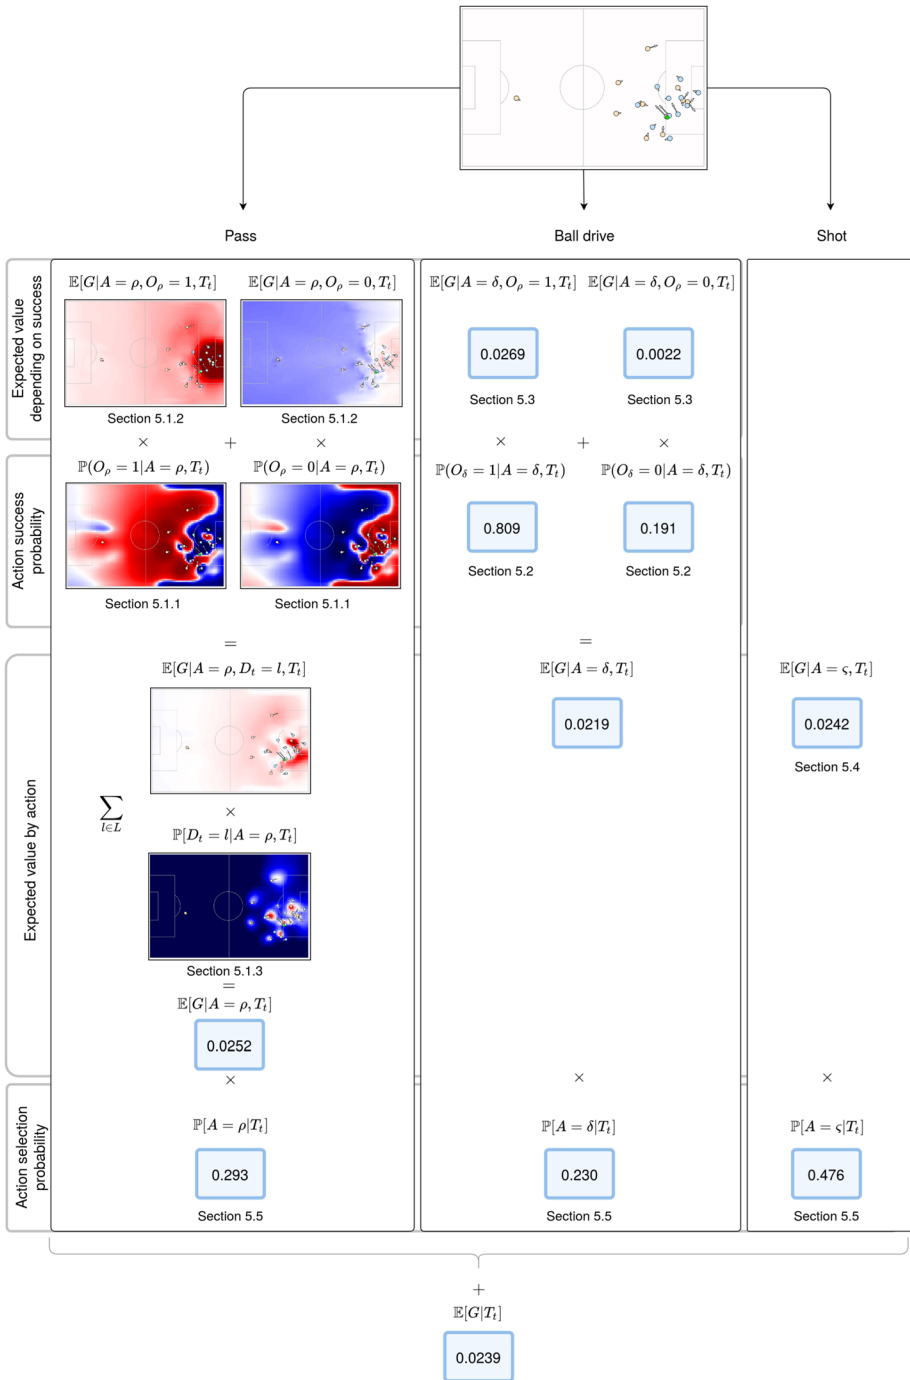 Pass
Ball drive
Shot
Expected value
depending on success
𝔼[G|A = ρ, O_ρ = 1, T_t]
𝔼[G|A = ρ, O_ρ = 0, T_t]
𝔼[G|A = δ, O_ρ = 1, T_t]
𝔼[G|A = δ, O_ρ = 0, T_t]
0.0269
0.0022
Section 5.1.2
Section 5.1.2
Section 5.3
Section 5.3
× + ×
× + ×
Action success
probability
ℙ(O_ρ = 1|A = ρ, T_t)
ℙ(O_ρ = 0|A = ρ, T_t)
ℙ(O_δ = 1|A = δ, T_t)
ℙ(O_δ = 0|A = δ, T_t)
0.809
0.191
Section 5.1.1
Section 5.1.1
Section 5.2
Section 5.2
=
=
Expected value by action
𝔼[G|A = ρ, D_t = l, T_t]
𝔼[G|A = δ, T_t]
𝔼[G|A = ς, T_t]
0.0219
0.0242
Section 5.4
∑
l∈L
×
ℙ[D_t = l|A = ρ, T_t]
Section 5.1.3
=
𝔼[G|A = ρ, T_t]
0.0252
×
×
×
Action selection
probability
ℙ[A = ρ|T_t]
ℙ[A = δ|T_t]
ℙ[A = ς|T_t]
0.293
0.230
0.476
Section 5.5
Section 5.5
Section 5.5
+
𝔼[G|T_t]
0.0239